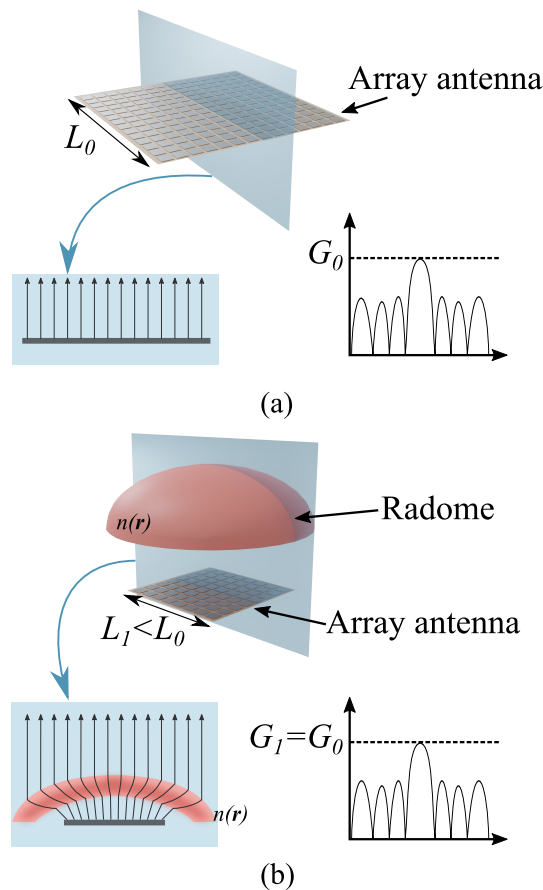 Array antenna
L0
G0
(a)
n(r)
Radome
Array antenna
L1<L0
G1=G0
n(r)
(b)